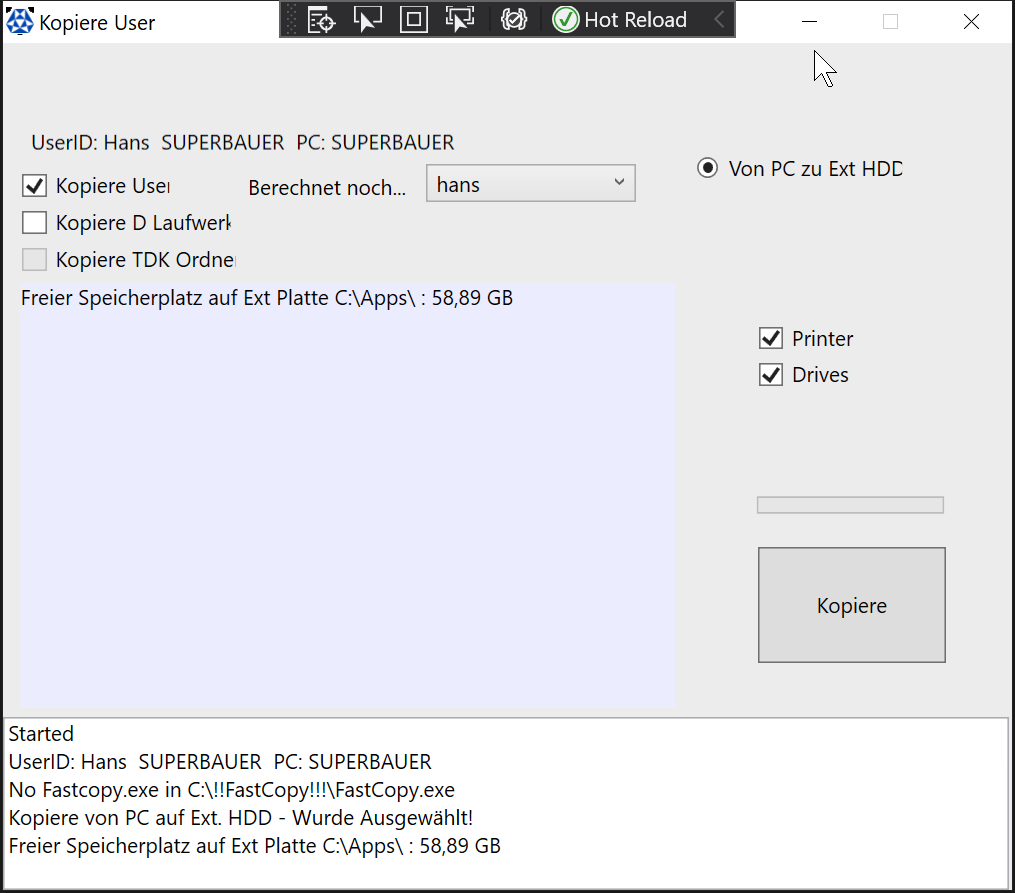 Kopiere User
Hot Reload
UserID: Hans  SUPERBAUER  PC: SUPERBAUER
Kopiere User
Berechnet noch...
hans
Von PC zu Ext HDD
Kopiere D Laufwerk
Kopiere TDK Ordner
Freier Speicherplatz auf Ext Platte C:\Apps\ : 58,89 GB
Printer
Drives
Kopiere
Started
UserID: Hans  SUPERBAUER  PC: SUPERBAUER
No Fastcopy.exe in C:\!!FastCopy!!!\FastCopy.exe
Kopiere von PC auf Ext. HDD - Wurde Ausgewählt!
Freier Speicherplatz auf Ext Platte C:\Apps\ : 58,89 GB